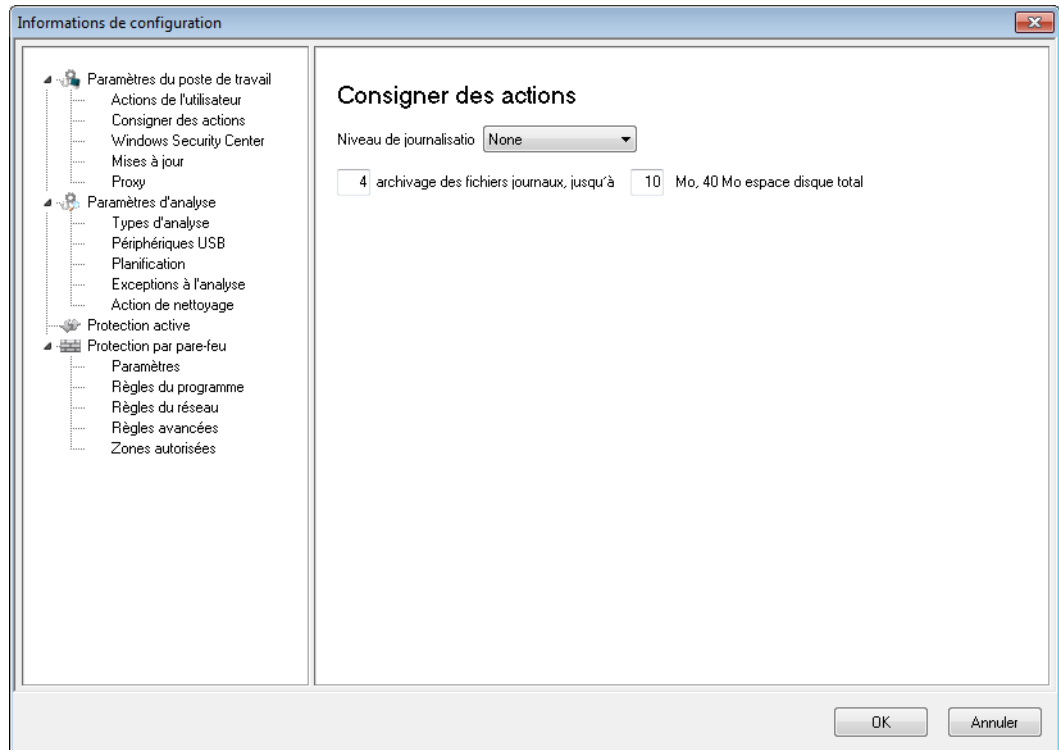 Informations de configuration
Paramètres du poste de travail
Actions de l'utilisateur
Consigner des actions
Windows Security Center
Mises à jour
Proxy
Paramètres d'analyse
Types d'analyse
Périphériques USB
Planification
Exceptions à l'analyse
Action de nettoyage
Protection active
Protection par pare-feu
Paramètres
Règles du programme
Règles du réseau
Règles avancées
Zones autorisées
Consigner des actions
Niveau de journalisatio None
4 archivage des fichiers journaux, jusqu´à 10 Mo, 40 Mo espace disque total
OK Annuler